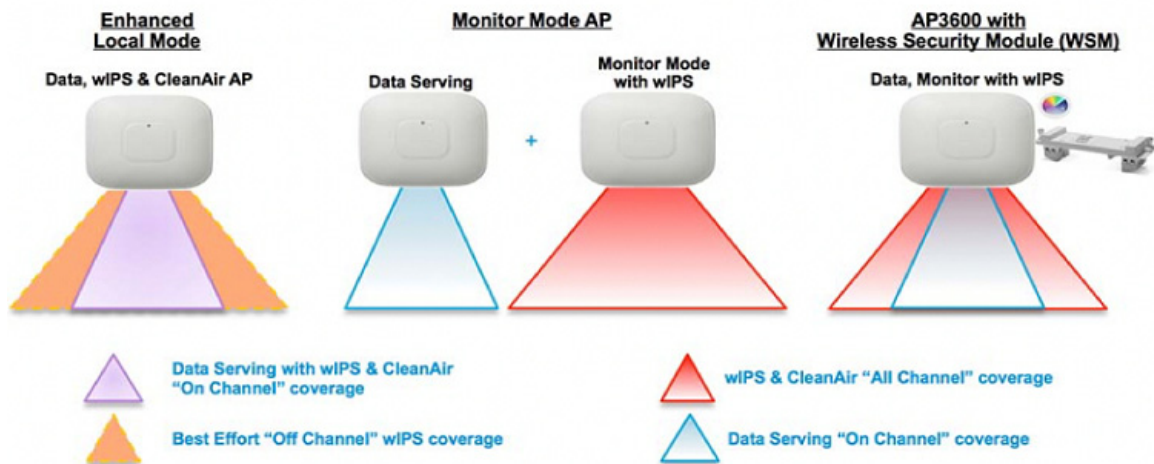 Enhanced
Local Mode
Data, wIPS & CleanAir AP
Monitor Mode AP
Data Serving
+
Monitor Mode
with wIPS
AP3600 with
Wireless Security Module (WSM)
Data, Monitor with wIPS
Data Serving with wIPS & CleanAir
“On Channel” coverage
Best Effort “Off Channel” wIPS coverage
wIPS & CleanAir “All Channel” coverage
Data Serving “On Channel” coverage